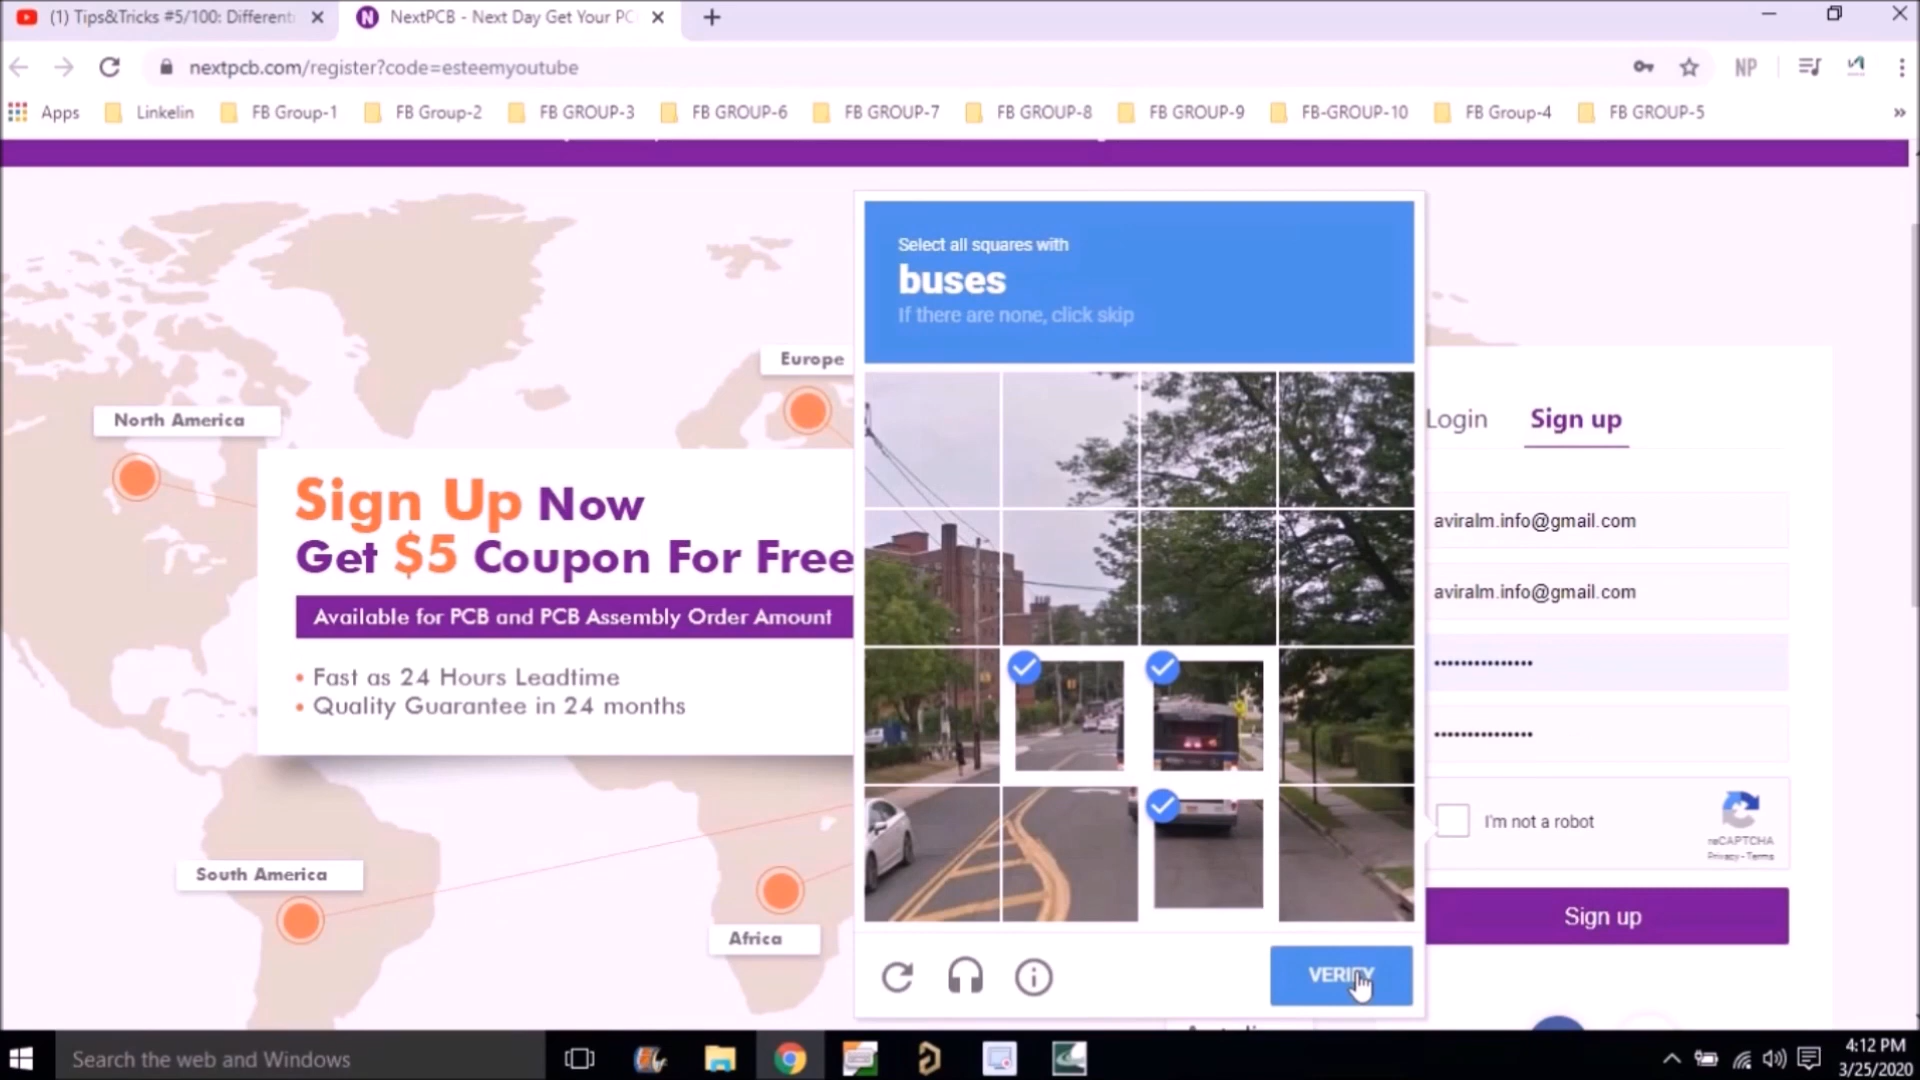 (1) Tips&Tricks #5/100: Different
NextPCB - Next Day Get Your PC
nextpcb.com/register?code=esteemyoutube
NP
Apps
Linkelin
FB Group-1
FB Group-2
FB GROUP-3
FB GROUP-6
FB GROUP-7
FB GROUP-8
FB GROUP-9
FB-GROUP-10
FB Group-4
FB GROUP-5
Select all squares with
buses
If there are none, click skip
Europe
North America
Login
Sign up
Sign Up Now
Get $5 Coupon For Free
Available for PCB and PCB Assembly Order Amount
• Fast as 24 Hours Leadtime
• Quality Guarantee in 24 months
aviralm.info@gmail.com
aviralm.info@gmail.com
I'm not a robot
reCAPTCHA
Privacy - Terms
South America
Africa
Sign up
VERIFY
Search the web and Windows
4:12 PM
3/25/2020